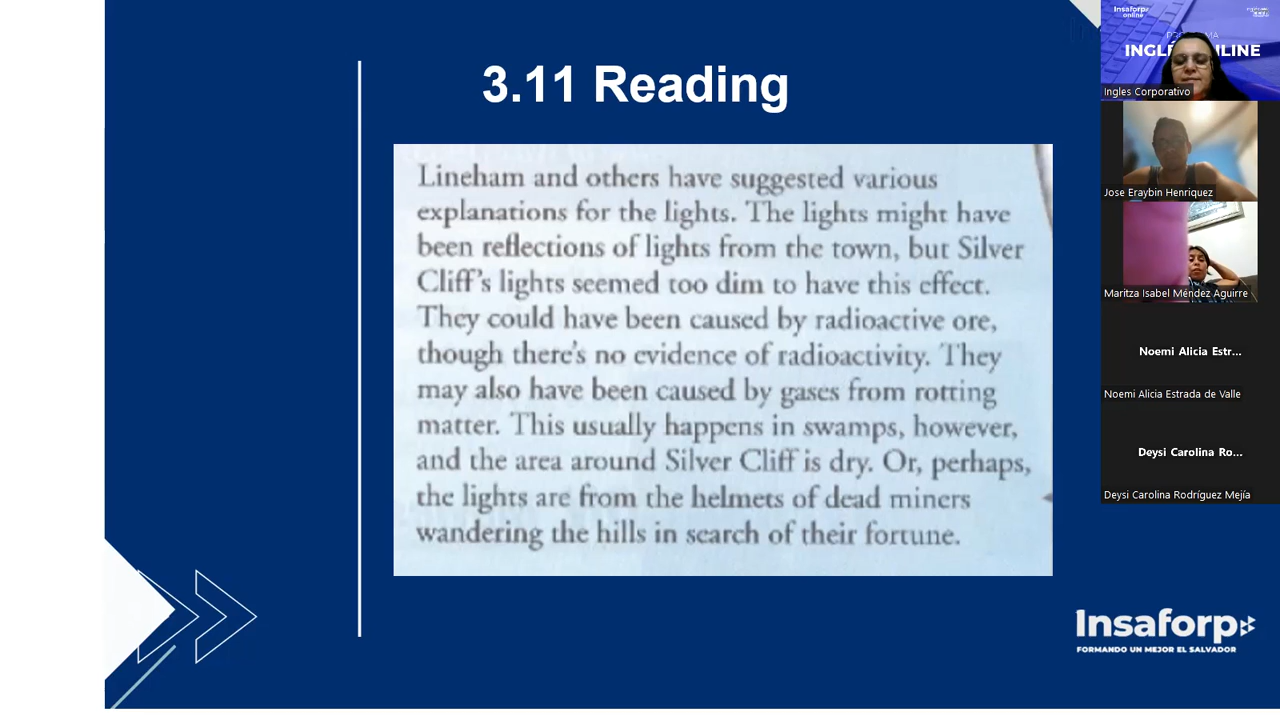 3.11 Reading
Lineham and others have suggested various
explanations for the lights. The lights might have
been reflections of lights from the town, but Silver
Cliff's lights seemed too dim to have this effect.
They could have been caused by radioactive ore,
though there's no evidence of radioactivity. They
may also have been caused by gases from rotting
matter. This usually happens in swamps, however,
and the area around Silver Cliff is dry. Or, perhaps,
the lights are from the helmets of dead miners
wandering the hills in search of their fortune.
Insaforp
FORMANDO UN MEJOR EL SALVADOR
Insaforp
online
Ingles Corporativo
Jose Eraybin Henriquez
Maritza Isabel Méndez Aguirre
Noemi Alicia Estr...
Noemi Alicia Estrada de Valle
Deysi Carolina Ro...
Deysi Carolina Rodríguez Mejía